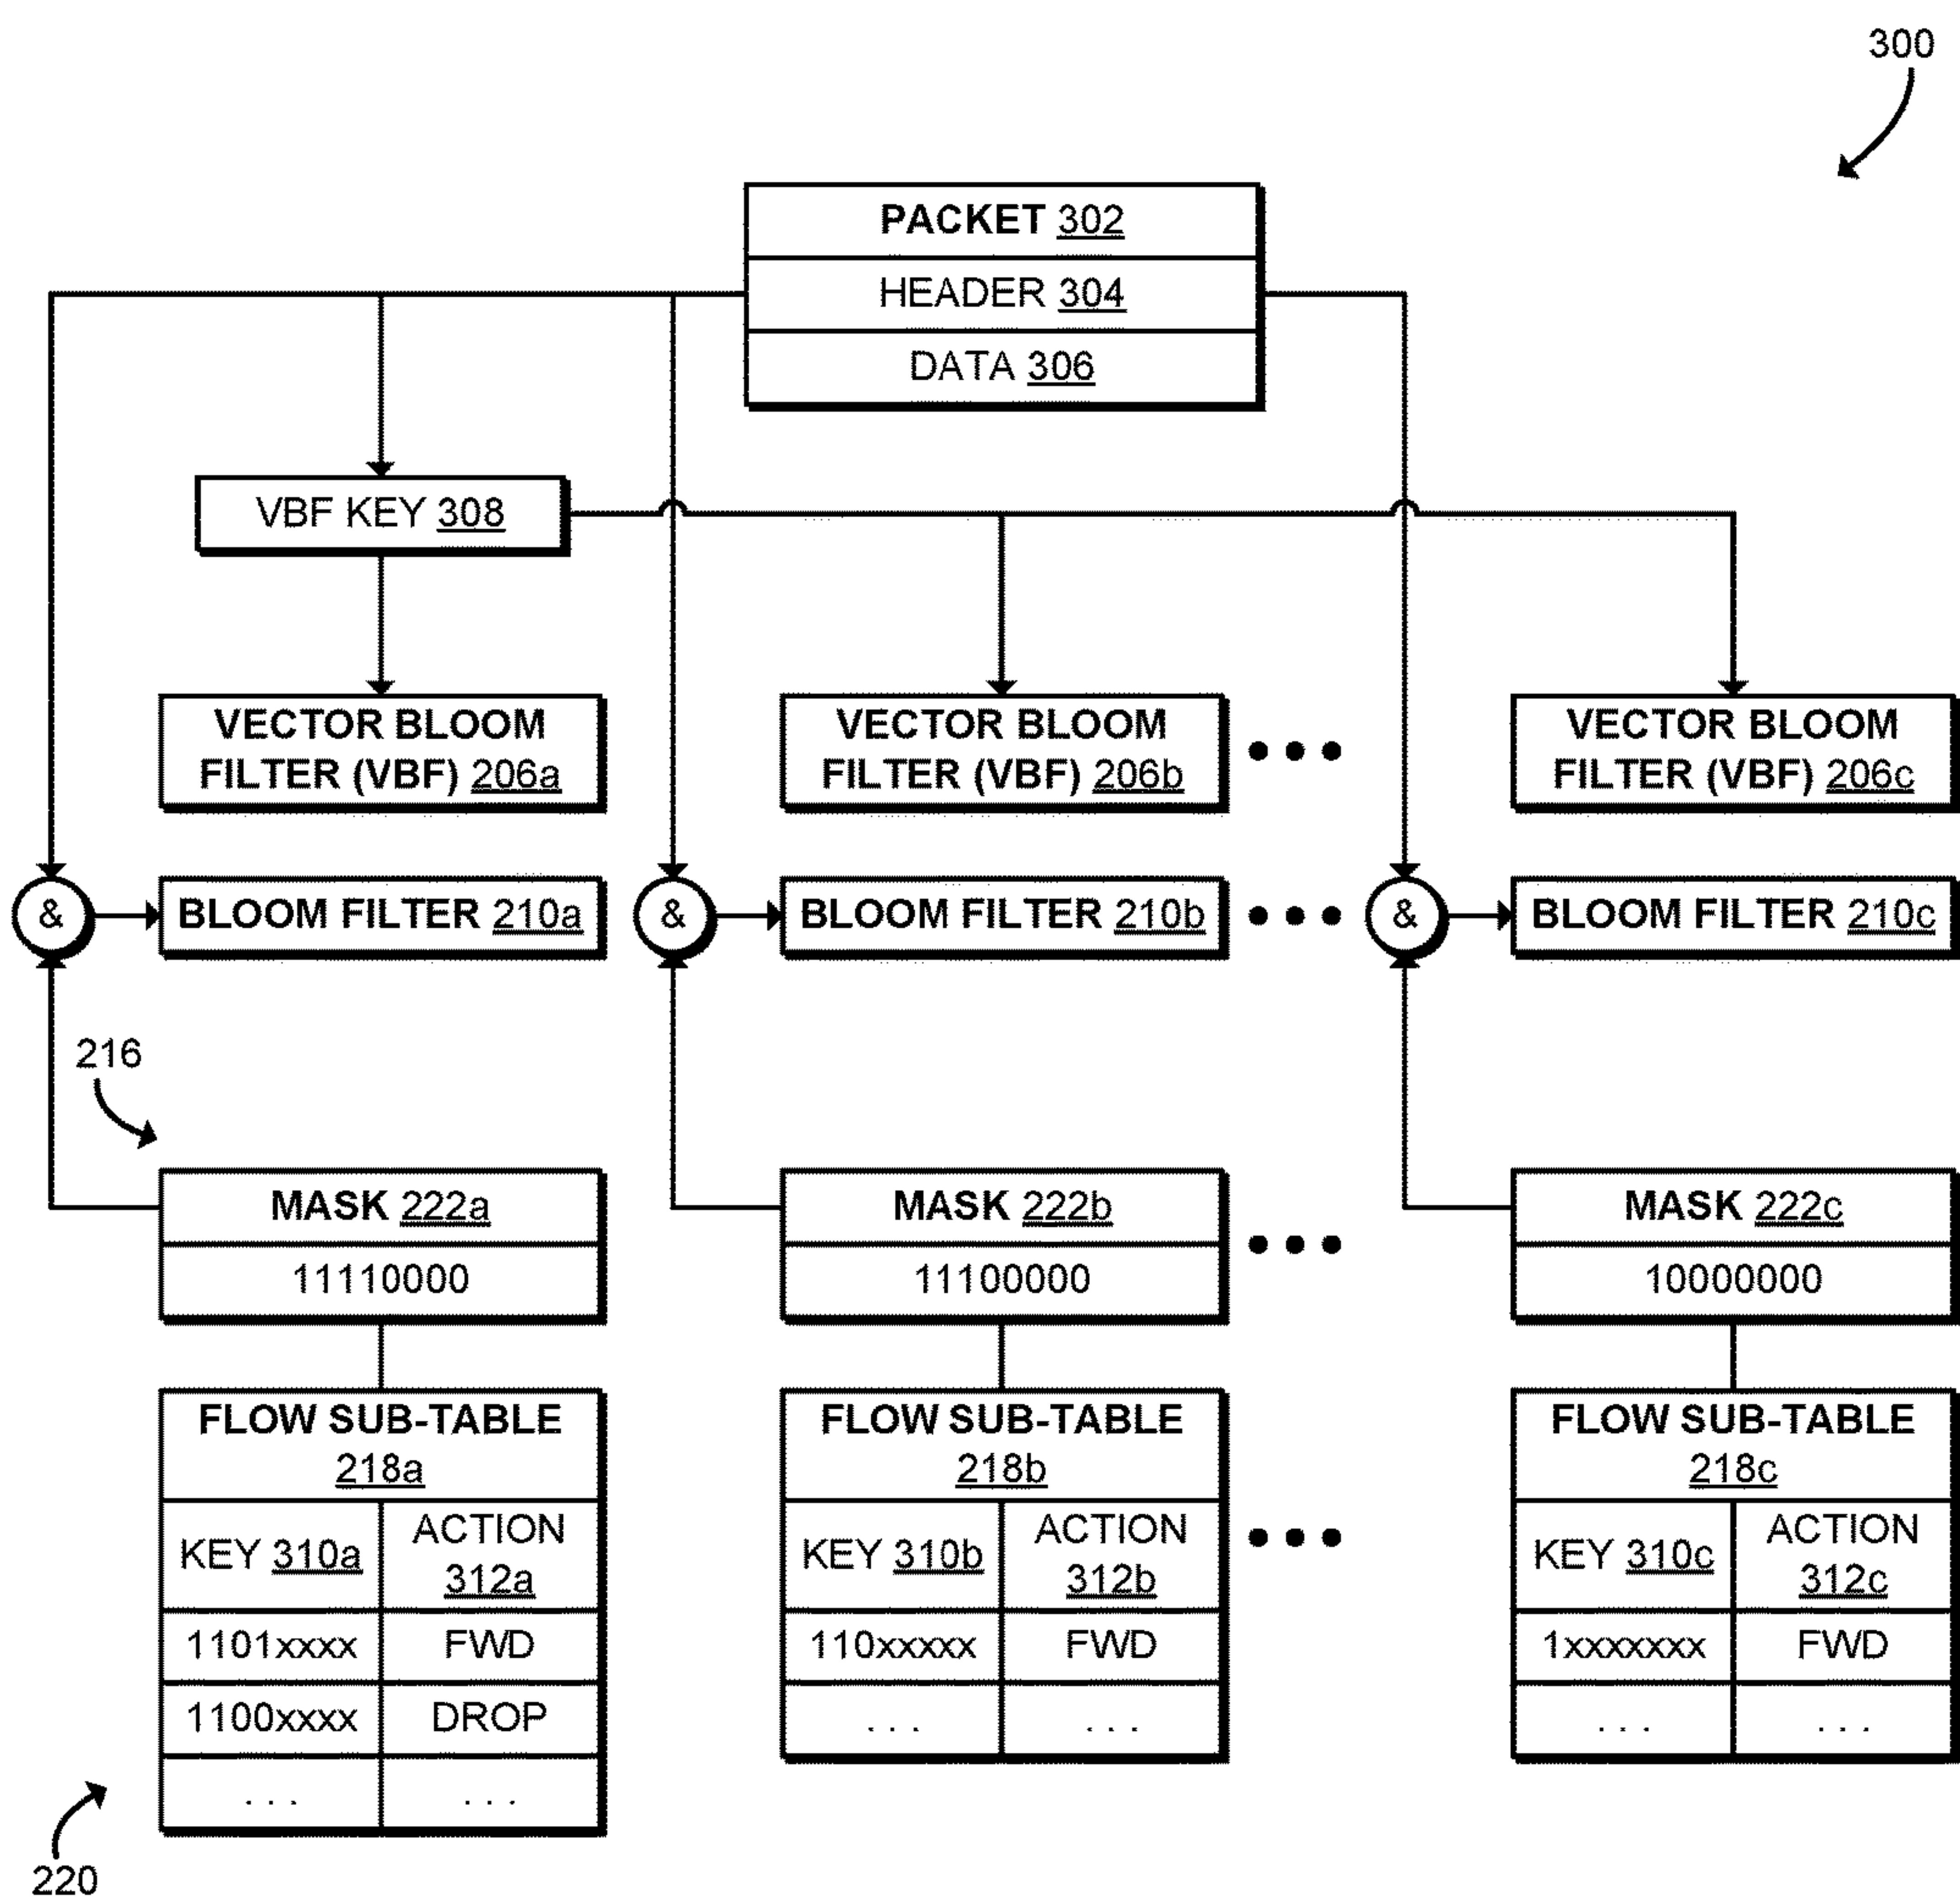 300
PACKET 302
HEADER 304
DATA 306
VBF KEY 308
VECTOR BLOOM
FILTER (VBF) 206a
VECTOR BLOOM
FILTER (VBF) 206b
VECTOR BLOOM
FILTER (VBF) 206c
&
BLOOM FILTER 210a
&
BLOOM FILTER 210b
&
BLOOM FILTER 210c
216
MASK 222a
11110000
MASK 222b
11100000
MASK 222c
10000000
FLOW SUB-TABLE
218a
KEY 310a
ACTION
312a
1101xxxx
FWD
1100xxxx
DROP
. . .
. . .
FLOW SUB-TABLE
218b
KEY 310b
ACTION
312b
110xxxxx
FWD
. . .
. . .
FLOW SUB-TABLE
218c
KEY 310c
ACTION
312c
1xxxxxxx
FWD
. . .
. . .
220